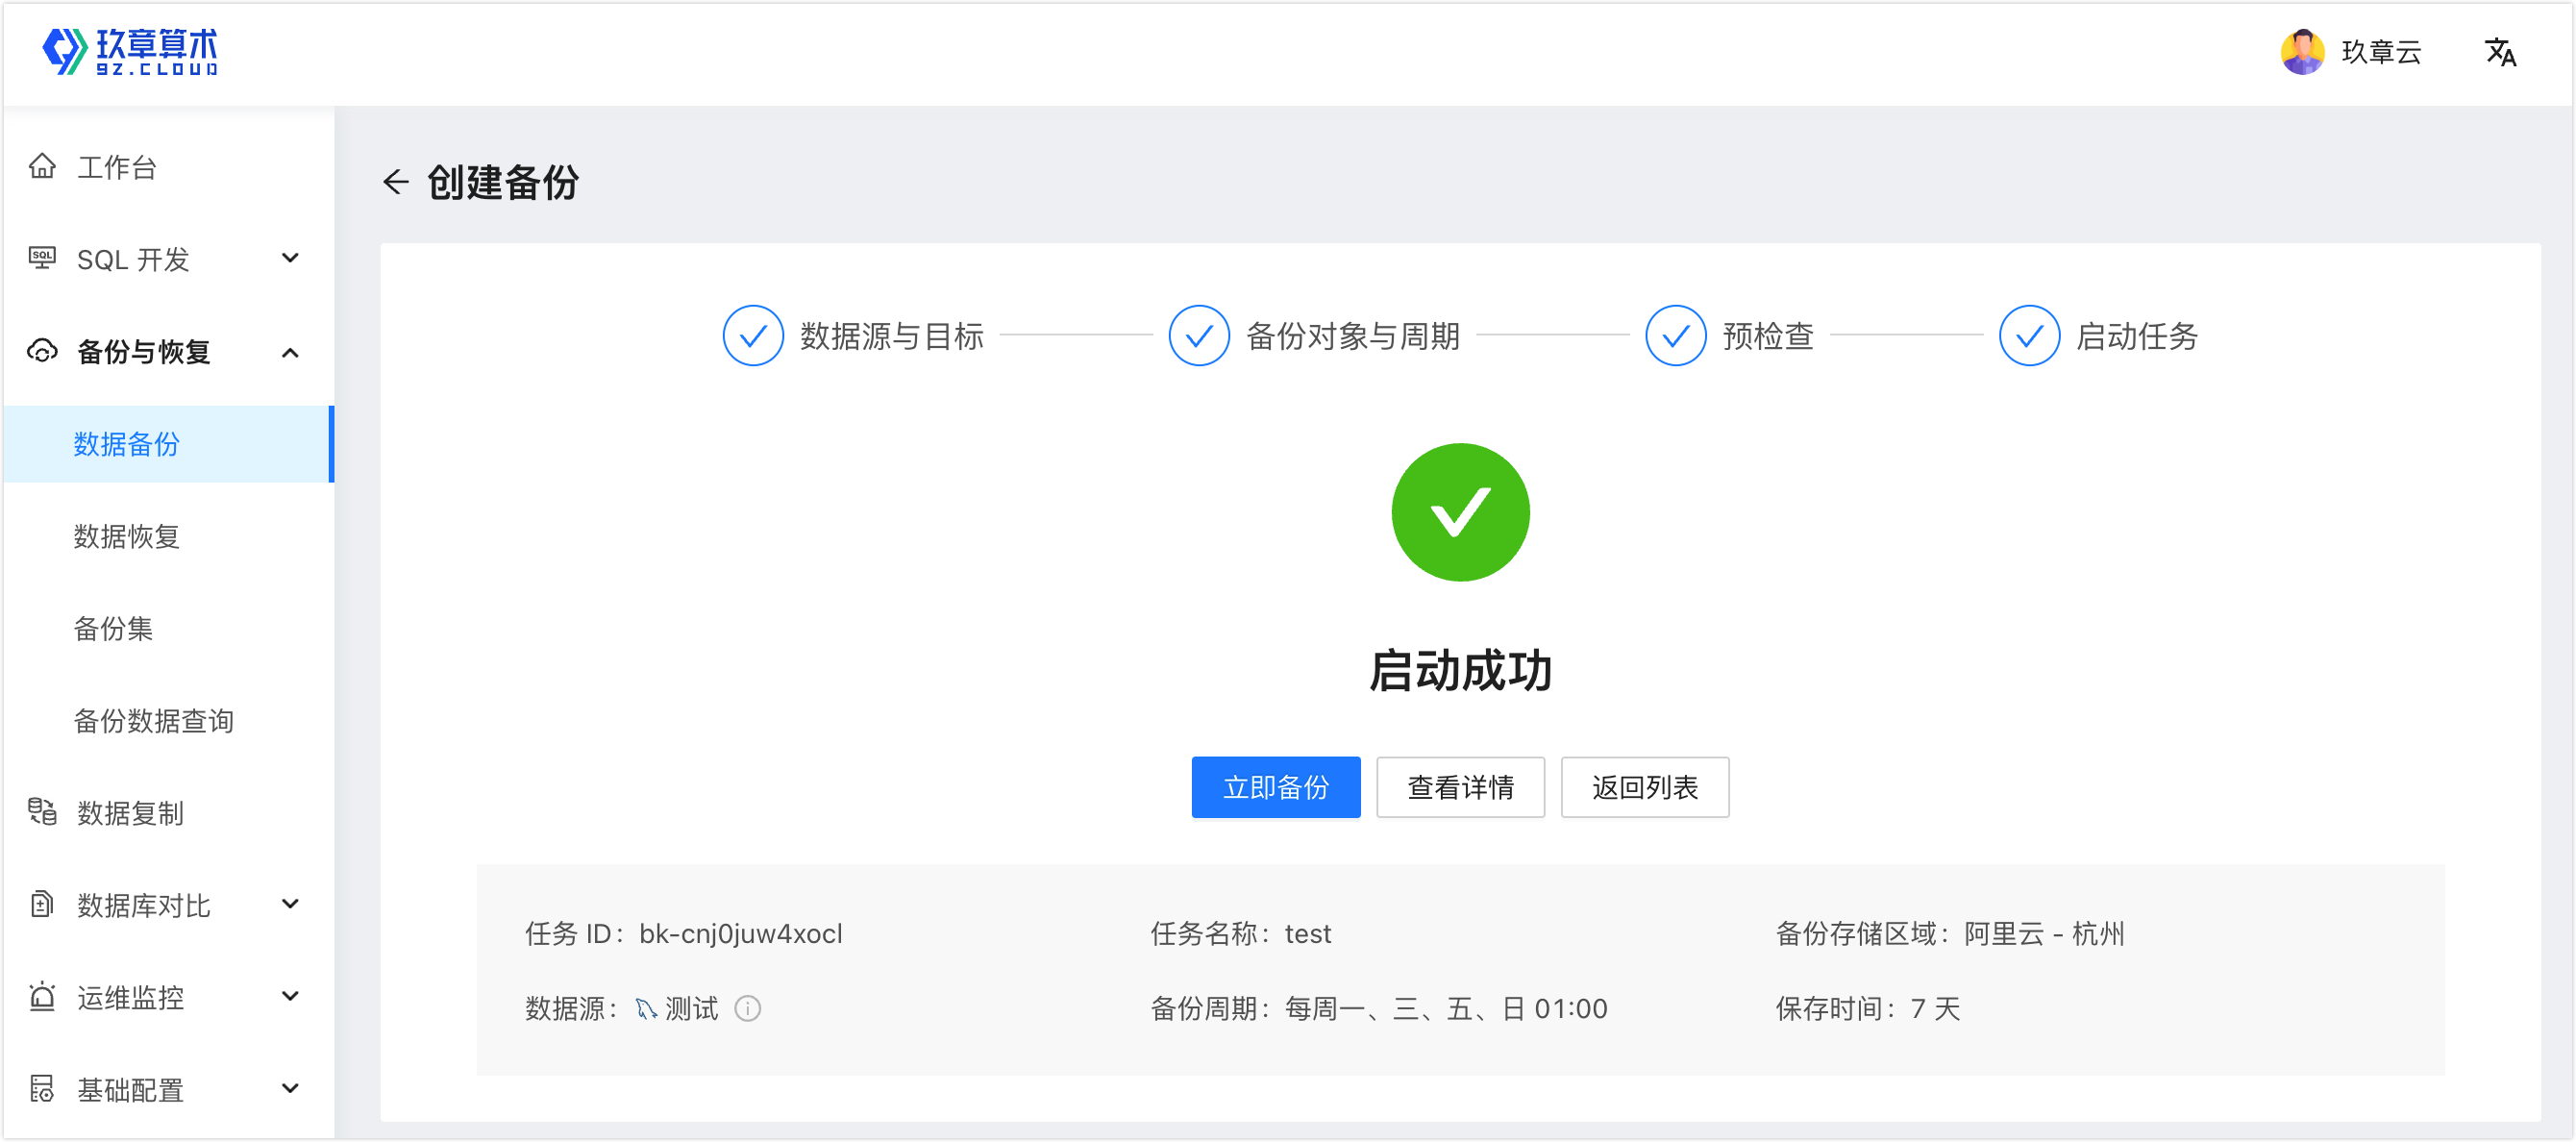 玖章算术
9Z.CLOUD
玖章云
文A
工作台
SQL 开发
备份与恢复
数据备份
数据恢复
备份集
备份数据查询
数据复制
数据库对比
运维监控
基础配置
创建备份
数据源与目标
备份对象与周期
预检查
启动任务
启动成功
立即备份 查看详情 返回列表
任务 ID：bk-cnj0juw4xocl 任务名称：test 备份存储区域：阿里云 - 杭州
数据源：测试 备份周期：每周一、三、五、日 01:00 保存时间：7 天